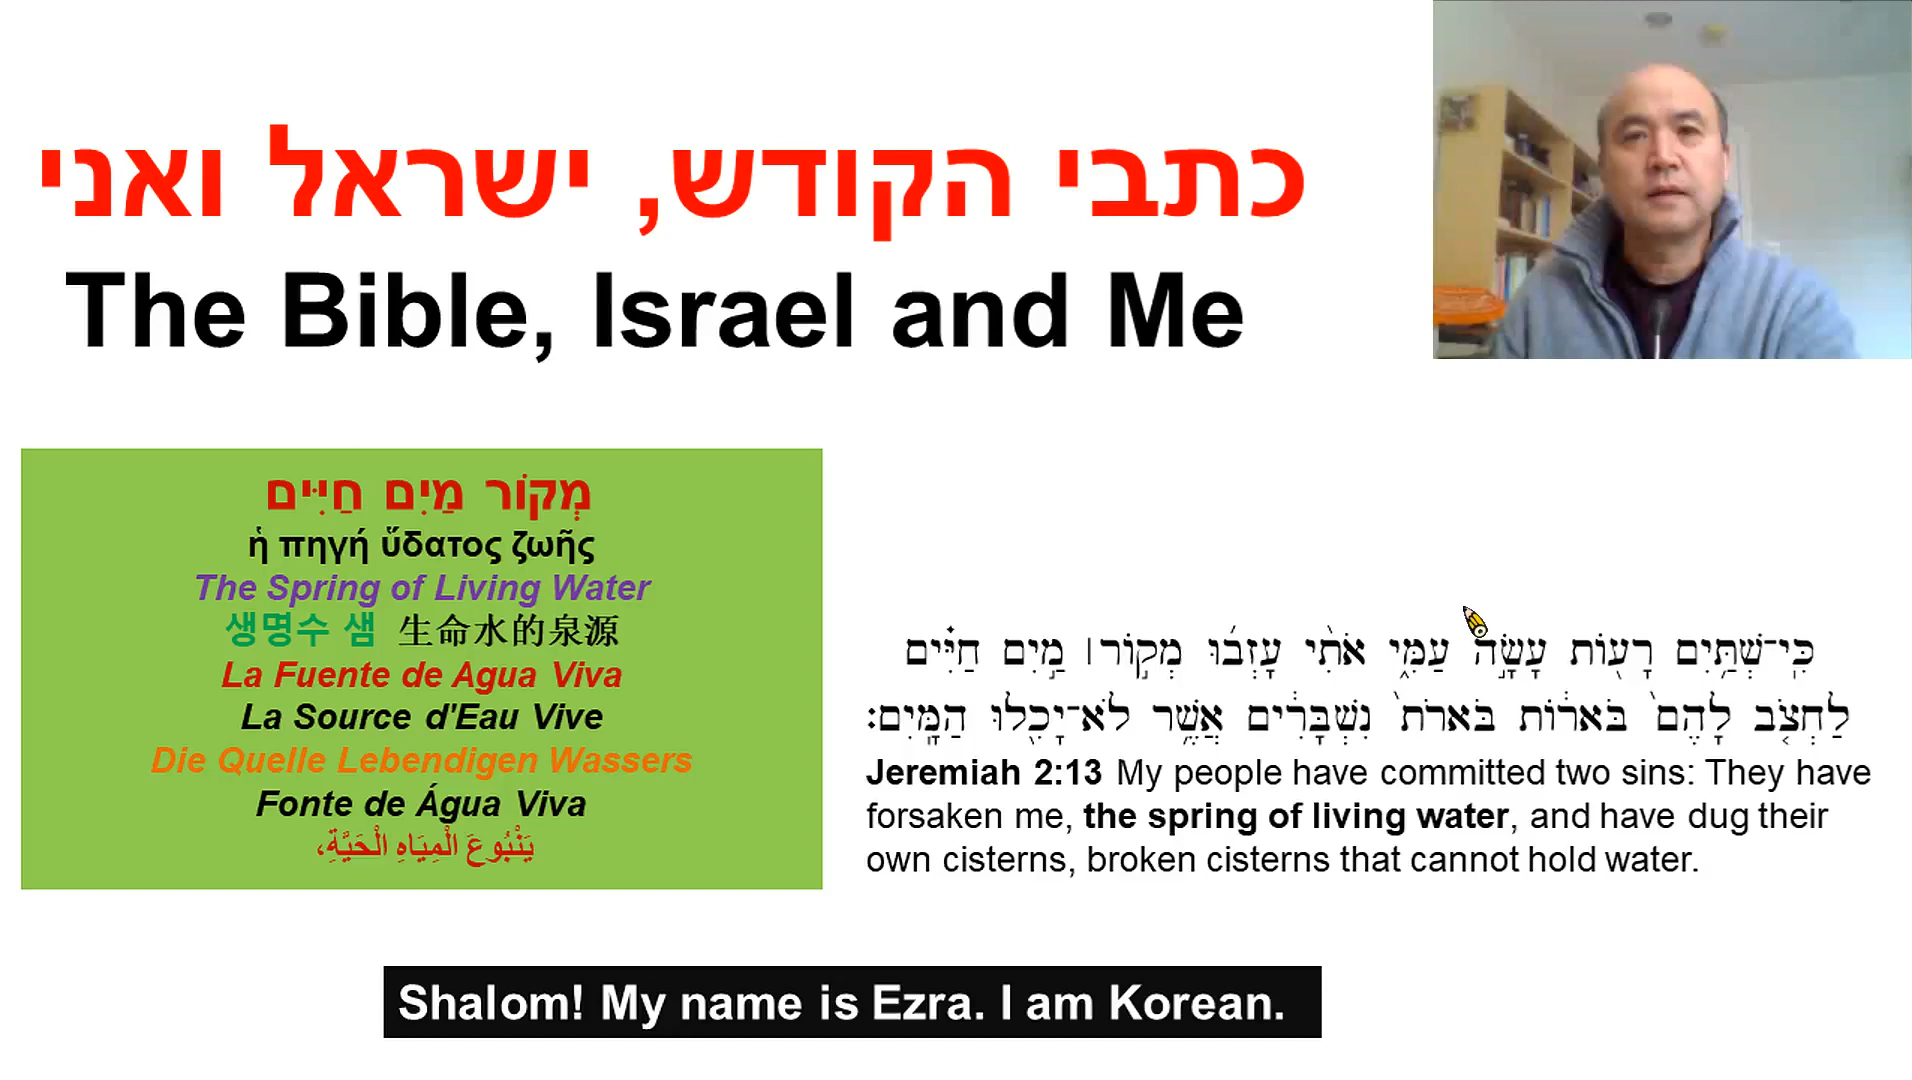 כתבי הקודש, ישראל ואני
The Bible, Israel and Me
מְקוֹר מַיִם חַיִּים
ἡ πηγή ὕδατος ζωῆς
The Spring of Living Water
생명수 샘 生命水的泉源
La Fuente de Agua Viva
La Source d'Eau Vive
Die Quelle Lebendigen Wassers
Fonte de Água Viva
يَنْبُوعَ الْمِيَاهِ الْحَيَّةِ،
כִּֽי־שְׁתַּ֥יִם רָע֖וֹת עָשָׂ֣ה עַמִּ֑י אֹתִ֨י עָזְב֜וּ מְק֣וֹר ׀ מַ֣יִם חַיִּ֗ים
לַחְצֹ֤ב לָהֶם֙ בֹּאר֔וֹת בֹּארֹת֙ נִשְׁבָּרִ֔ים אֲשֶׁ֥ר לֹא־יָכִ֖לוּ הַמָּֽיִם׃
Jeremiah 2:13 My people have committed two sins: They have
forsaken me, the spring of living water, and have dug their
own cisterns, broken cisterns that cannot hold water.
Shalom! My name is Ezra. I am Korean.